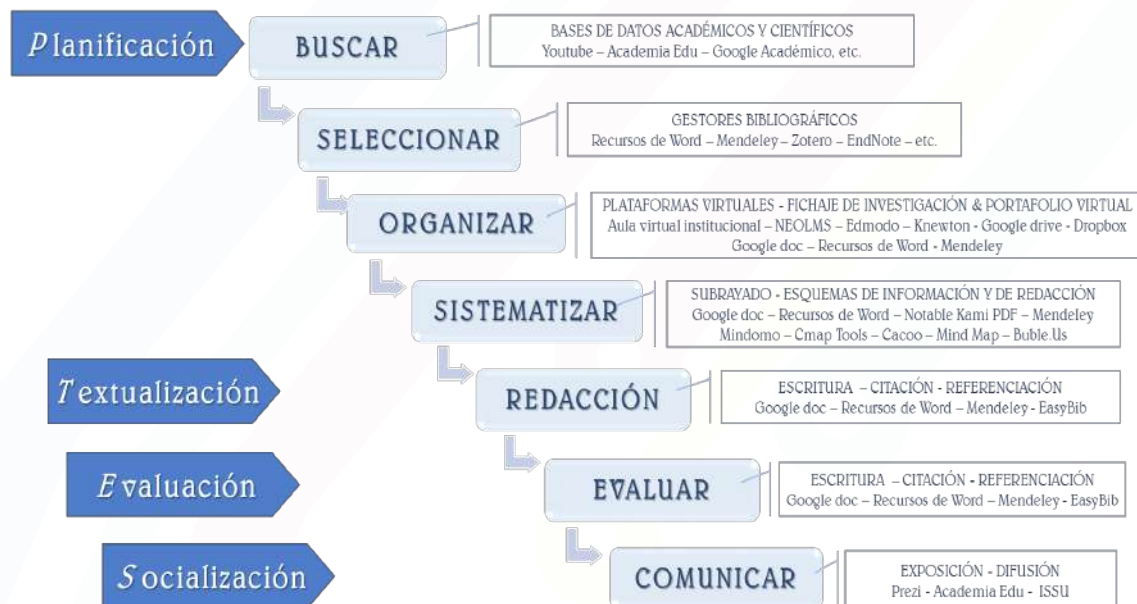 Planificación
BUSCAR
BASES DE DATOS ACADÉMICOS Y CIENTÍFICOS
Youtube – Academia Edu – Google Académico, etc.
SELECCIONAR
GESTORES BIBLIOGRÁFICOS
Recursos de Word – Mendeley – Zotero – EndNote – etc.
ORGANIZAR
PLATAFORMAS VIRTUALES - FICHAJE DE INVESTIGACIÓN & PORTAFOLIO VIRTUAL
Aula virtual institucional – NEOLMS – Edmodo – Knewton - Google drive - Dropbox
Google doc – Recursos de Word - Mendeley
SISTEMATIZAR
SUBRAYADO - ESQUEMAS DE INFORMACIÓN Y DE REDACCIÓN
Google doc – Recursos de Word – Notable Kami PDF – Mendeley
Mindomo – Cmap Tools – Cacoo – Mind Map – Buble.Us
Textualización
REDACCIÓN
ESCRITURA – CITACIÓN - REFERENCIACIÓN
Google doc – Recursos de Word – Mendeley - EasyBib
Evaluación
EVALUAR
ESCRITURA – CITACIÓN - REFERENCIACIÓN
Google doc – Recursos de Word – Mendeley - EasyBib
Socialización
COMUNICAR
EXPOSICIÓN - DIFUSIÓN
Prezi - Academia Edu - ISSU